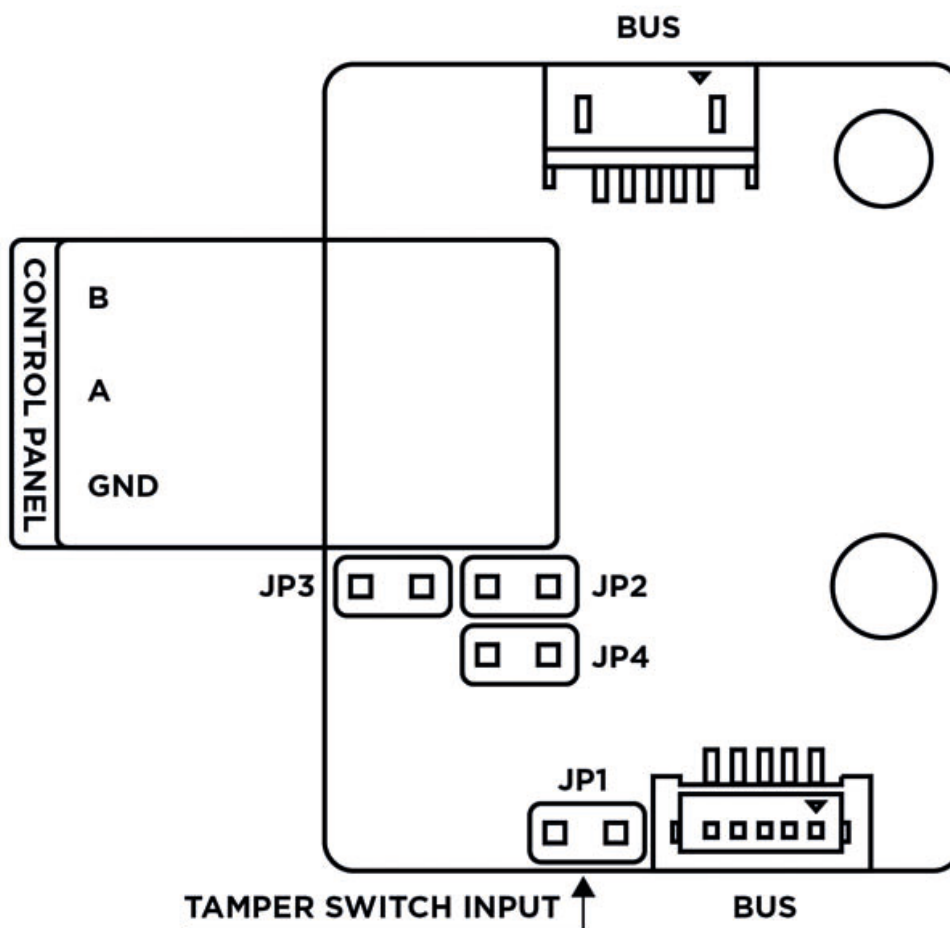 BUS
CONTROL PANEL
B
A
GND
JP3
JP2
JP4
JP1
TAMPER SWITCH INPUT
BUS